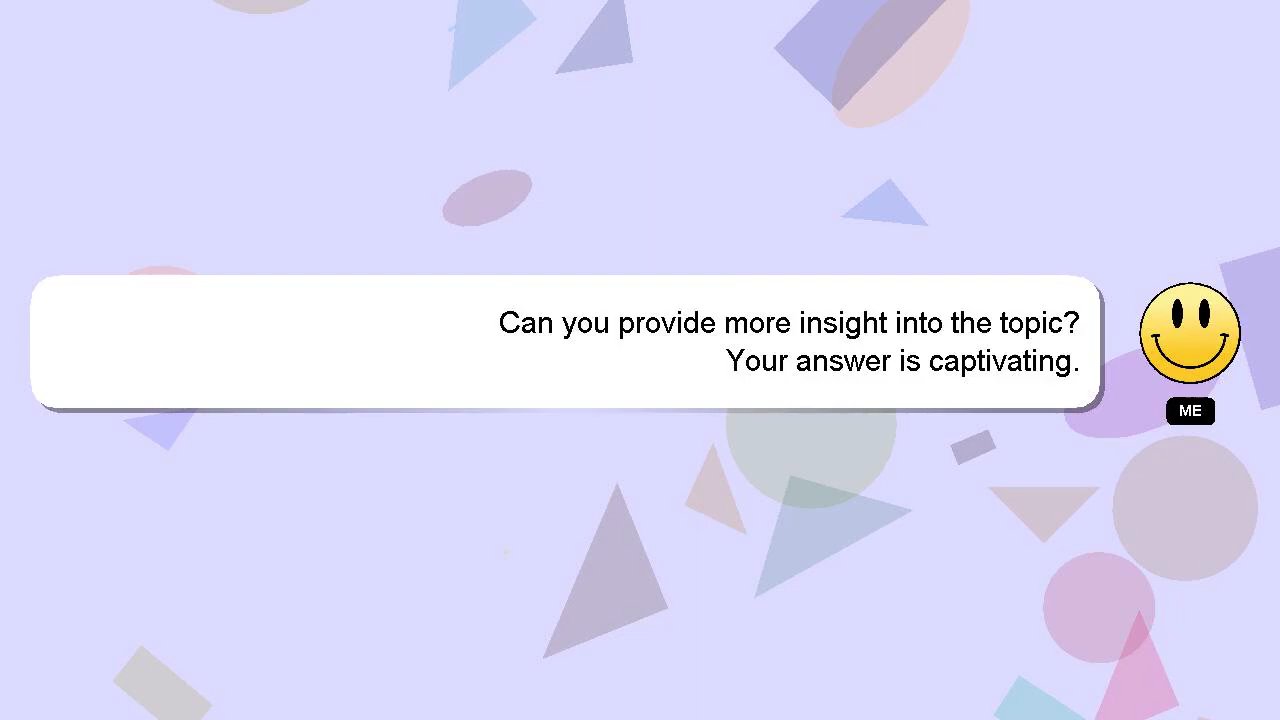 Can you provide more insight into the topic?
Your answer is captivating.
ME